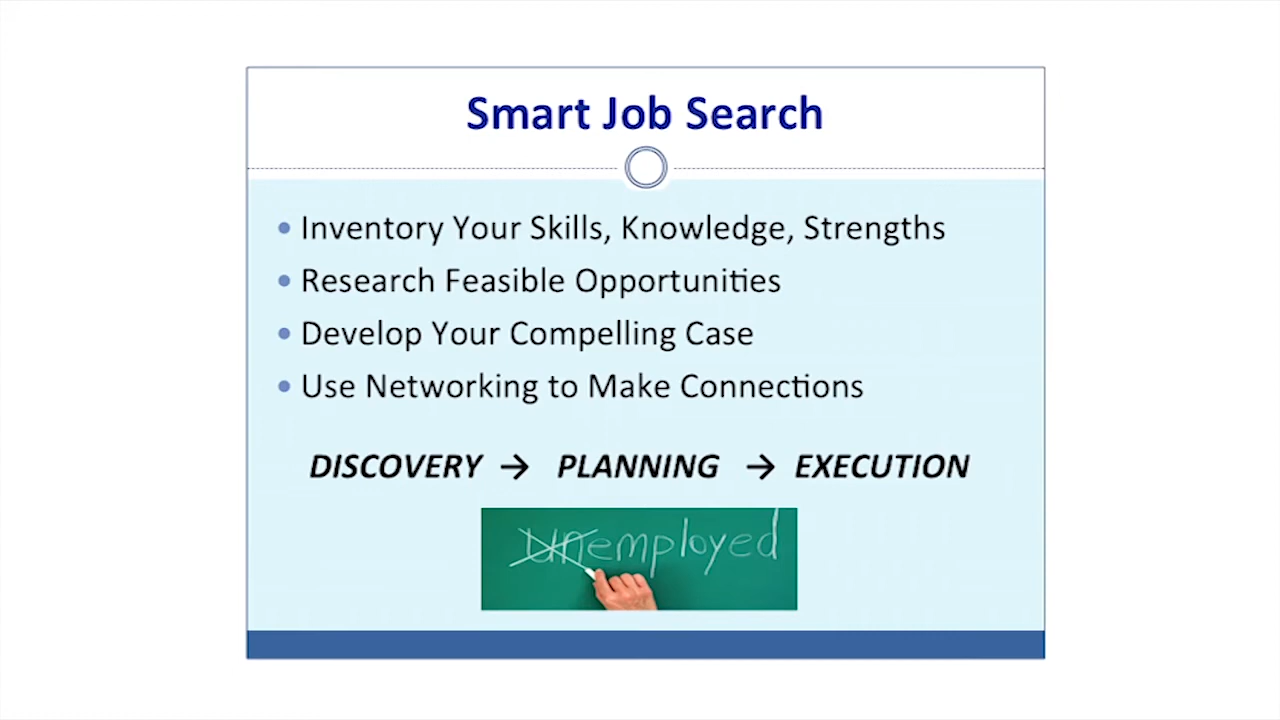 Smart Job Search
• Inventory Your Skills, Knowledge, Strengths
• Research Feasible Opportunities
• Develop Your Compelling Case
• Use Networking to Make Connections
DISCOVERY → PLANNING → EXECUTION
unemployed